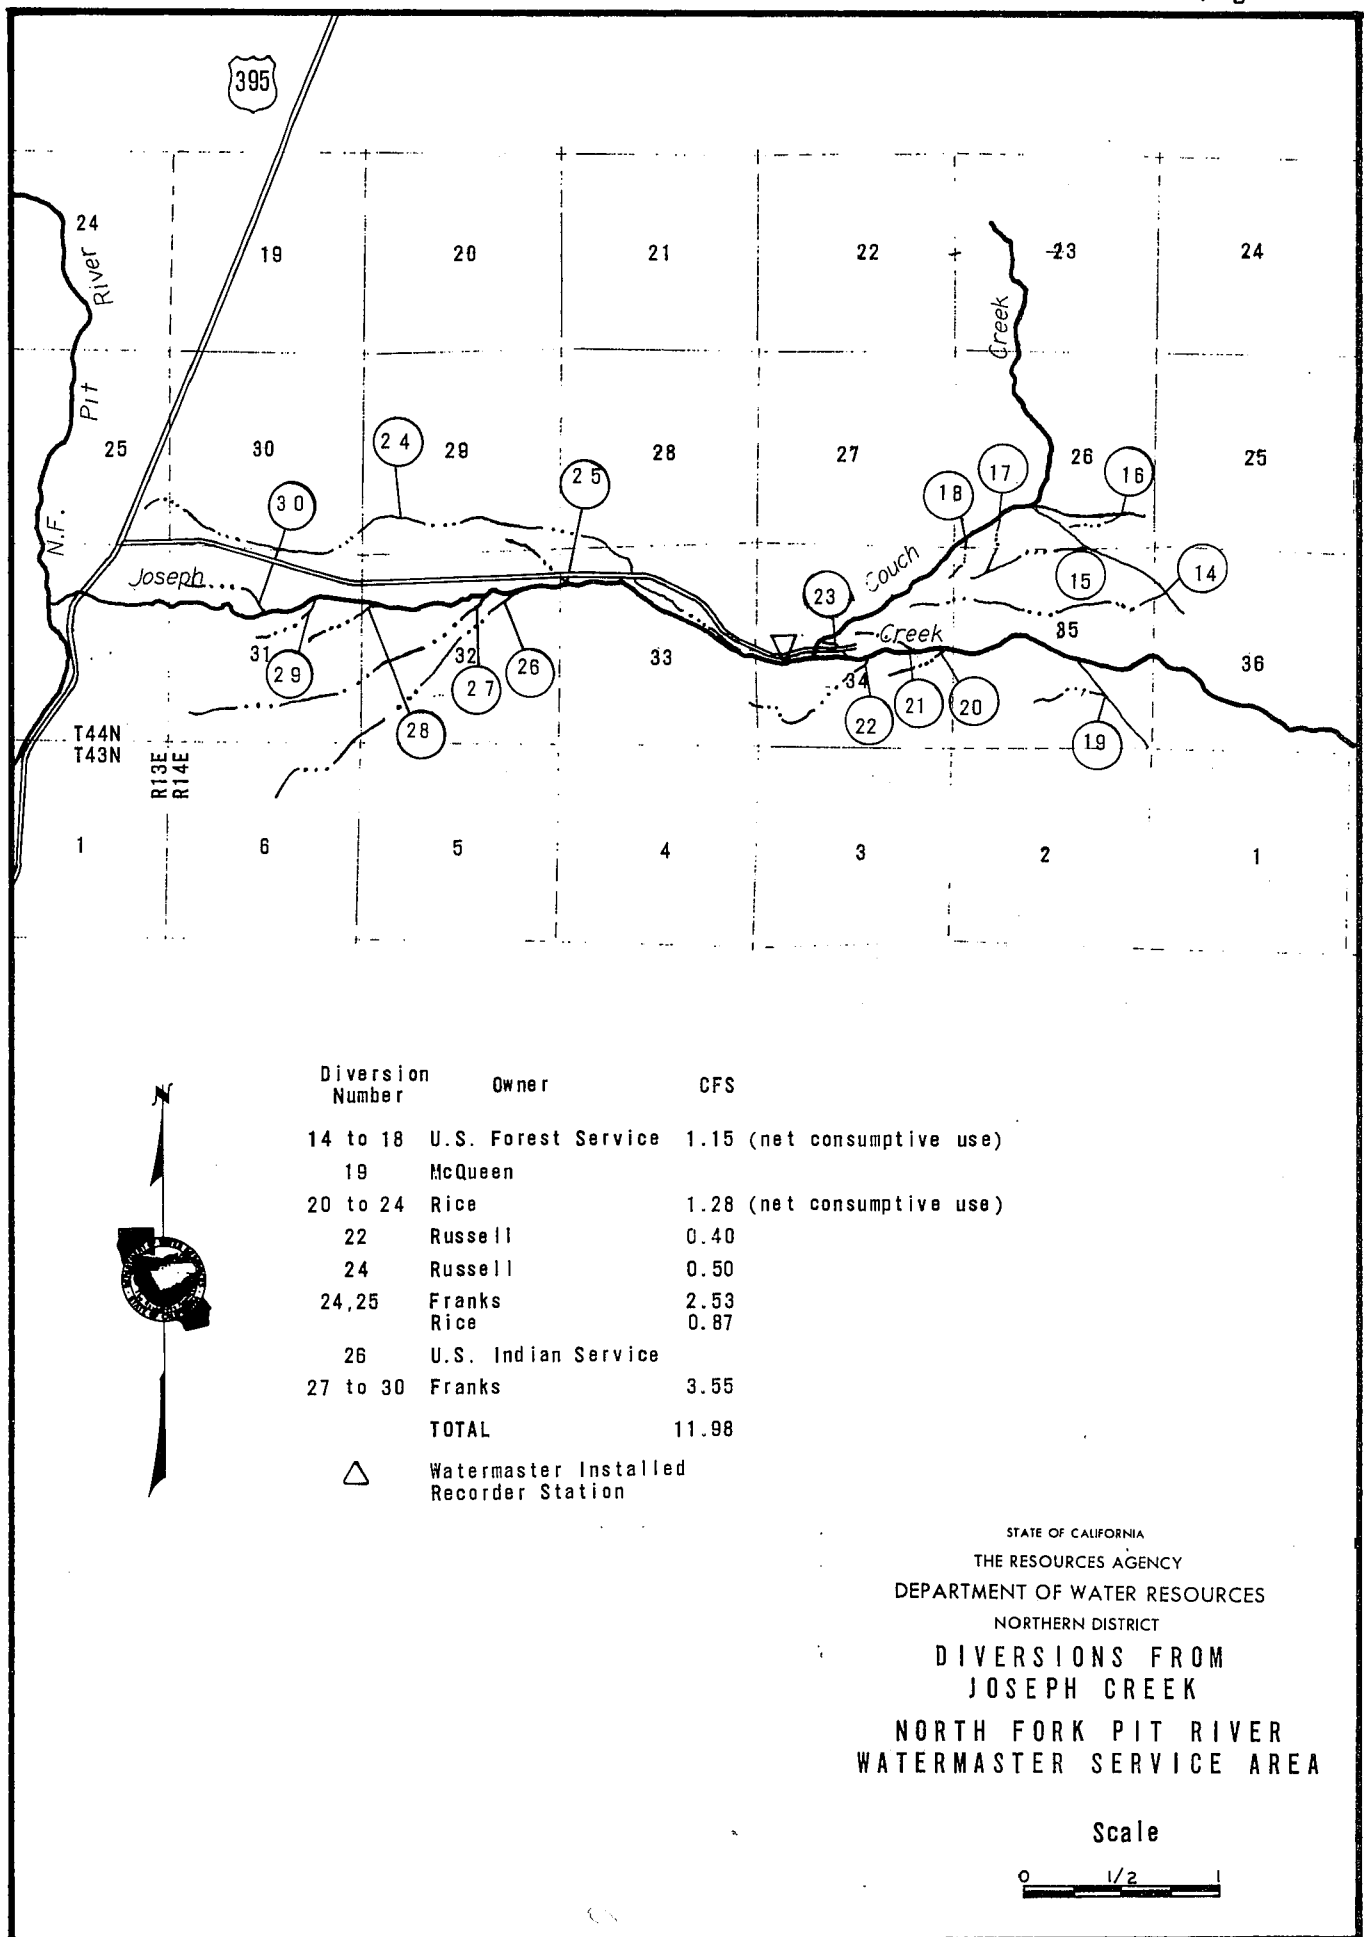 395
24
19
20
21
22
23
24
River
Pit
N.F.
Creek
25
30
29
28
27
26
25
24
25
30
18
17
16
15
14
Joseph
Couch
Creek
23
31
32
33
34
35
36
29
28
27
26
22
21
20
19
T44N
T43N
R13E
R14E
1
6
5
4
3
2
1
N
Diversion Number Owner CFS
14 to 18 U.S. Forest Service 1.15 (net consumptive use)
19 McQueen
20 to 24 Rice 1.28 (net consumptive use)
22 Russell 0.40
24 Russell 0.50
24,25 Franks 2.53
Rice 0.87
26 U.S. Indian Service
27 to 30 Franks 3.55
TOTAL 11.98
Watermaster Installed
Recorder Station
STATE OF CALIFORNIA
THE RESOURCES AGENCY
DEPARTMENT OF WATER RESOURCES
NORTHERN DISTRICT
DIVERSIONS FROM
JOSEPH CREEK
NORTH FORK PIT RIVER
WATERMASTER SERVICE AREA
Scale
0 1/2 1